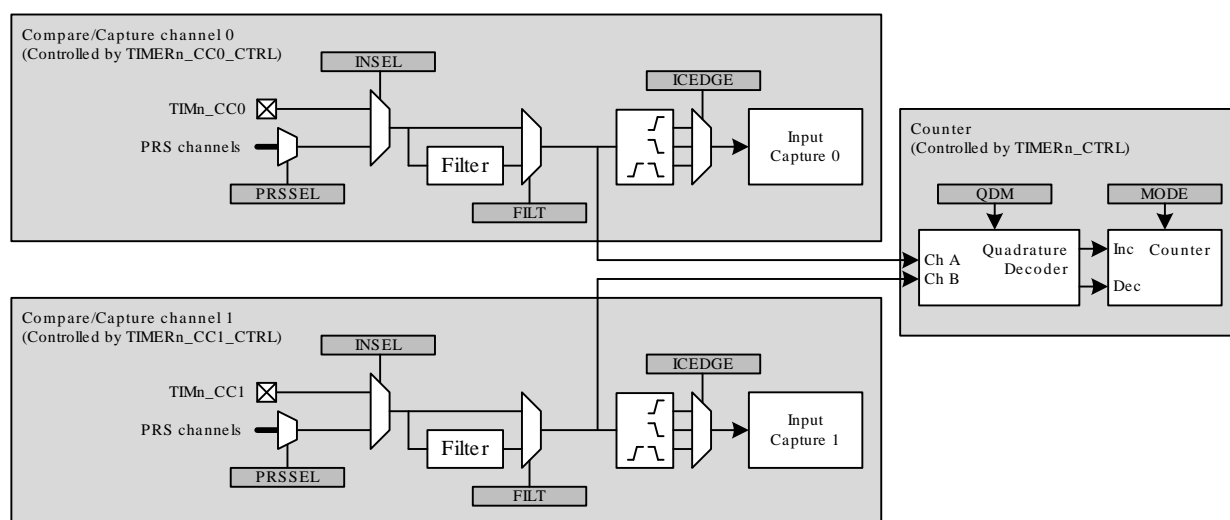 Compare/Capture channel 0
(Controlled by TIMERn_CC0_CTRL)
INSEL
ICEDGE
TIMn_CC0
PRS channels
Filter
Input
Capture 0
PRSSEL
FILT
Counter
(Controlled by TIMERn_CTRL)
QDM
MODE
Ch A
Ch B
Quadrature
Decoder
Inc
Dec
Counter
Compare/Capture channel 1
(Controlled by TIMERn_CC1_CTRL)
INSEL
ICEDGE
TIMn_CC1
PRS channels
Filter
Input
Capture 1
PRSSEL
FILT